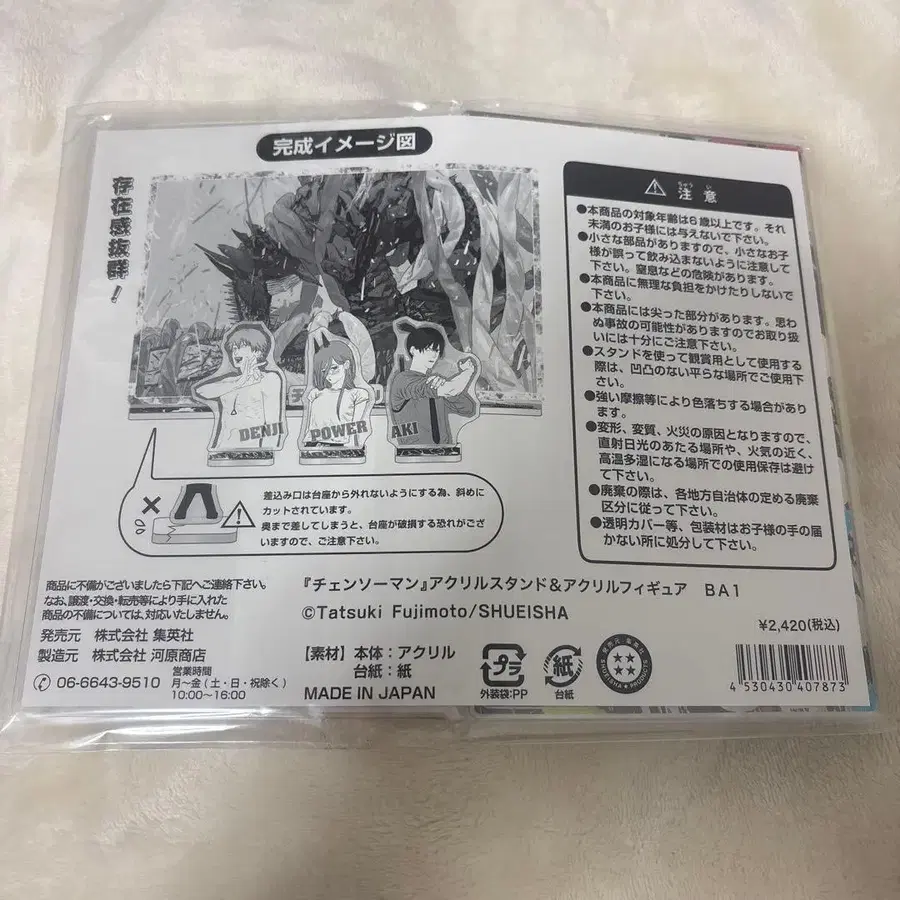 完成イメージ図
存在感抜群!
DENJI
POWER
AKI
差込み口は台座から外れないようにする為、斜めに
カットされています。
奥まで差してしまうと、台座が破損する恐れがござ
いますので、ご注意下さい。
ちゅう い
注 意
●本商品の対象年齢は6歳以上です。それ
未満のお子様には与えないで下さい。
●小さな部品がありますので、小さなお子
様が誤って飲み込まないように注意して
下さい。窒息などの危険があります。
●本商品に無理な負担をかけたりしないで
下さい。
●本商品には尖った部分があります。思わ
ぬ事故の可能性がありますのでお取り扱
いには十分にご注意下さい。
●スタンドを使って観賞用として使用する
際は、凹凸のない平らな場所でご使用下
さい。
●強い摩擦等により色落ちする場合があり
ます。
●変形、変質、火災の原因となりますので、
直射日光のあたる場所や、火気の近く、
高温多湿になる場所での使用保存は避け
て下さい。
●廃棄の際は、各地方自治体の定める廃棄
区分に従って下さい。
●透明カバー等、包装材はお子様の手の届
かない所に処分して下さい。
商品に不備がございましたら下記へご連絡下さい。
なお、譲渡・交換・転売等により手に入れた
商品の不備については、対応いたしません。
発売元 株式会社 集英社
製造元 株式会社 河原商店
営業時間
06-6643-9510 月〜金(土・日・祝除く)
10:00〜16:00
『チェンソーマン』アクリルスタンド&アクリルフィギュア BA1
©Tatsuki Fujimoto/SHUEISHA
【素材】本体:アクリル
台紙:紙
MADE IN JAPAN
プラ
外装袋:PP
紙
台紙
SHUEISHA PRODUCTS
¥2,420(税込)
4 530430 407873